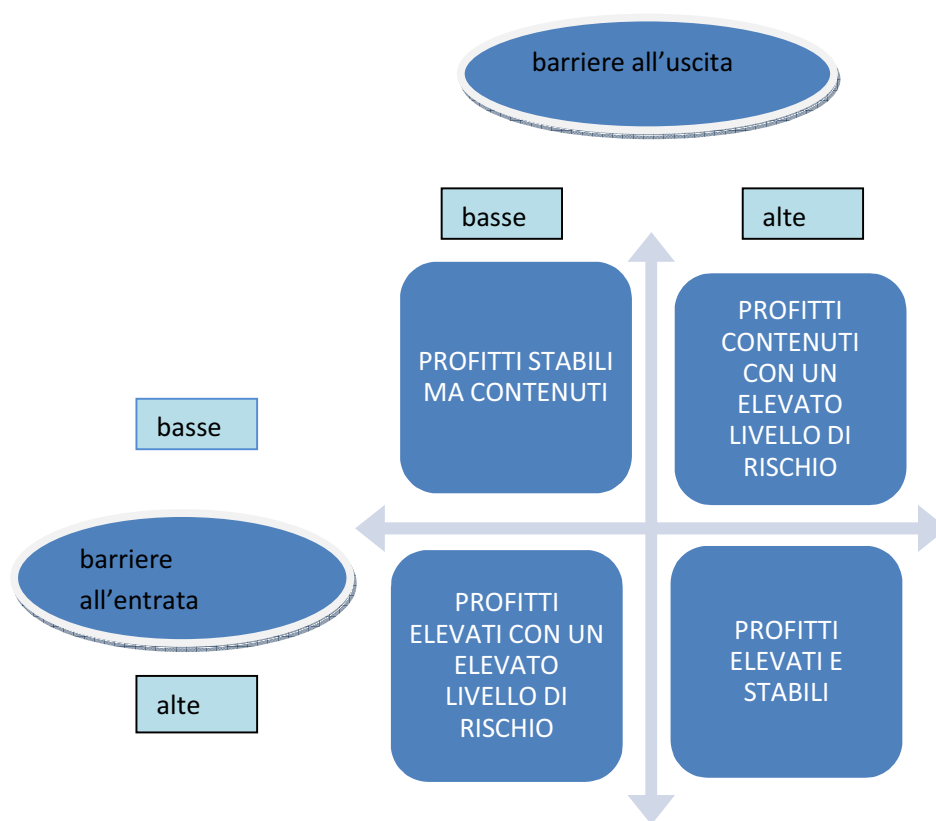 barriere all’uscita
basse
alte
PROFITTI STABILI
MA CONTENUTI
PROFITTI
CONTENUTI
CON UN
ELEVATO
LIVELLO DI
RISCHIO
basse
barriere
all’entrata
PROFITTI
ELEVATI CON UN
ELEVATO
LIVELLO DI
RISCHIO
PROFITTI
ELEVATI E
STABILI
alte